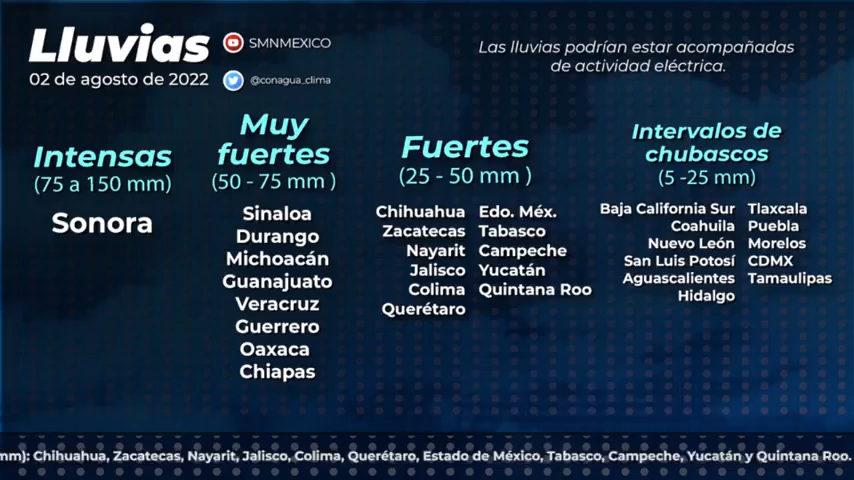 Lluvias
SMNMEXICO
02 de agosto de 2022
@conagua_clima
Las lluvias podrían estar acompañadas
de actividad eléctrica.
Intensas
(75 a 150 mm)
Sonora
Muy
fuertes
(50 - 75 mm )
Sinaloa
Durango
Michoacán
Guanajuato
Veracruz
Guerrero
Oaxaca
Chiapas
Fuertes
(25 - 50 mm )
Chihuahua
Zacatecas
Nayarit
Jalisco
Colima
Querétaro
Edo. Méx.
Tabasco
Campeche
Yucatán
Quintana Roo
Intervalos de
chubascos
(5 -25 mm)
Baja California Sur
Coahuila
Nuevo León
San Luis Potosí
Aguascalientes
Hidalgo
Tlaxcala
Puebla
Morelos
CDMX
Tamaulipas
mm): Chihuahua, Zacatecas, Nayarit, Jalisco, Colima, Querétaro, Estado de México, Tabasco, Campeche, Yucatán y Quintana Roo.